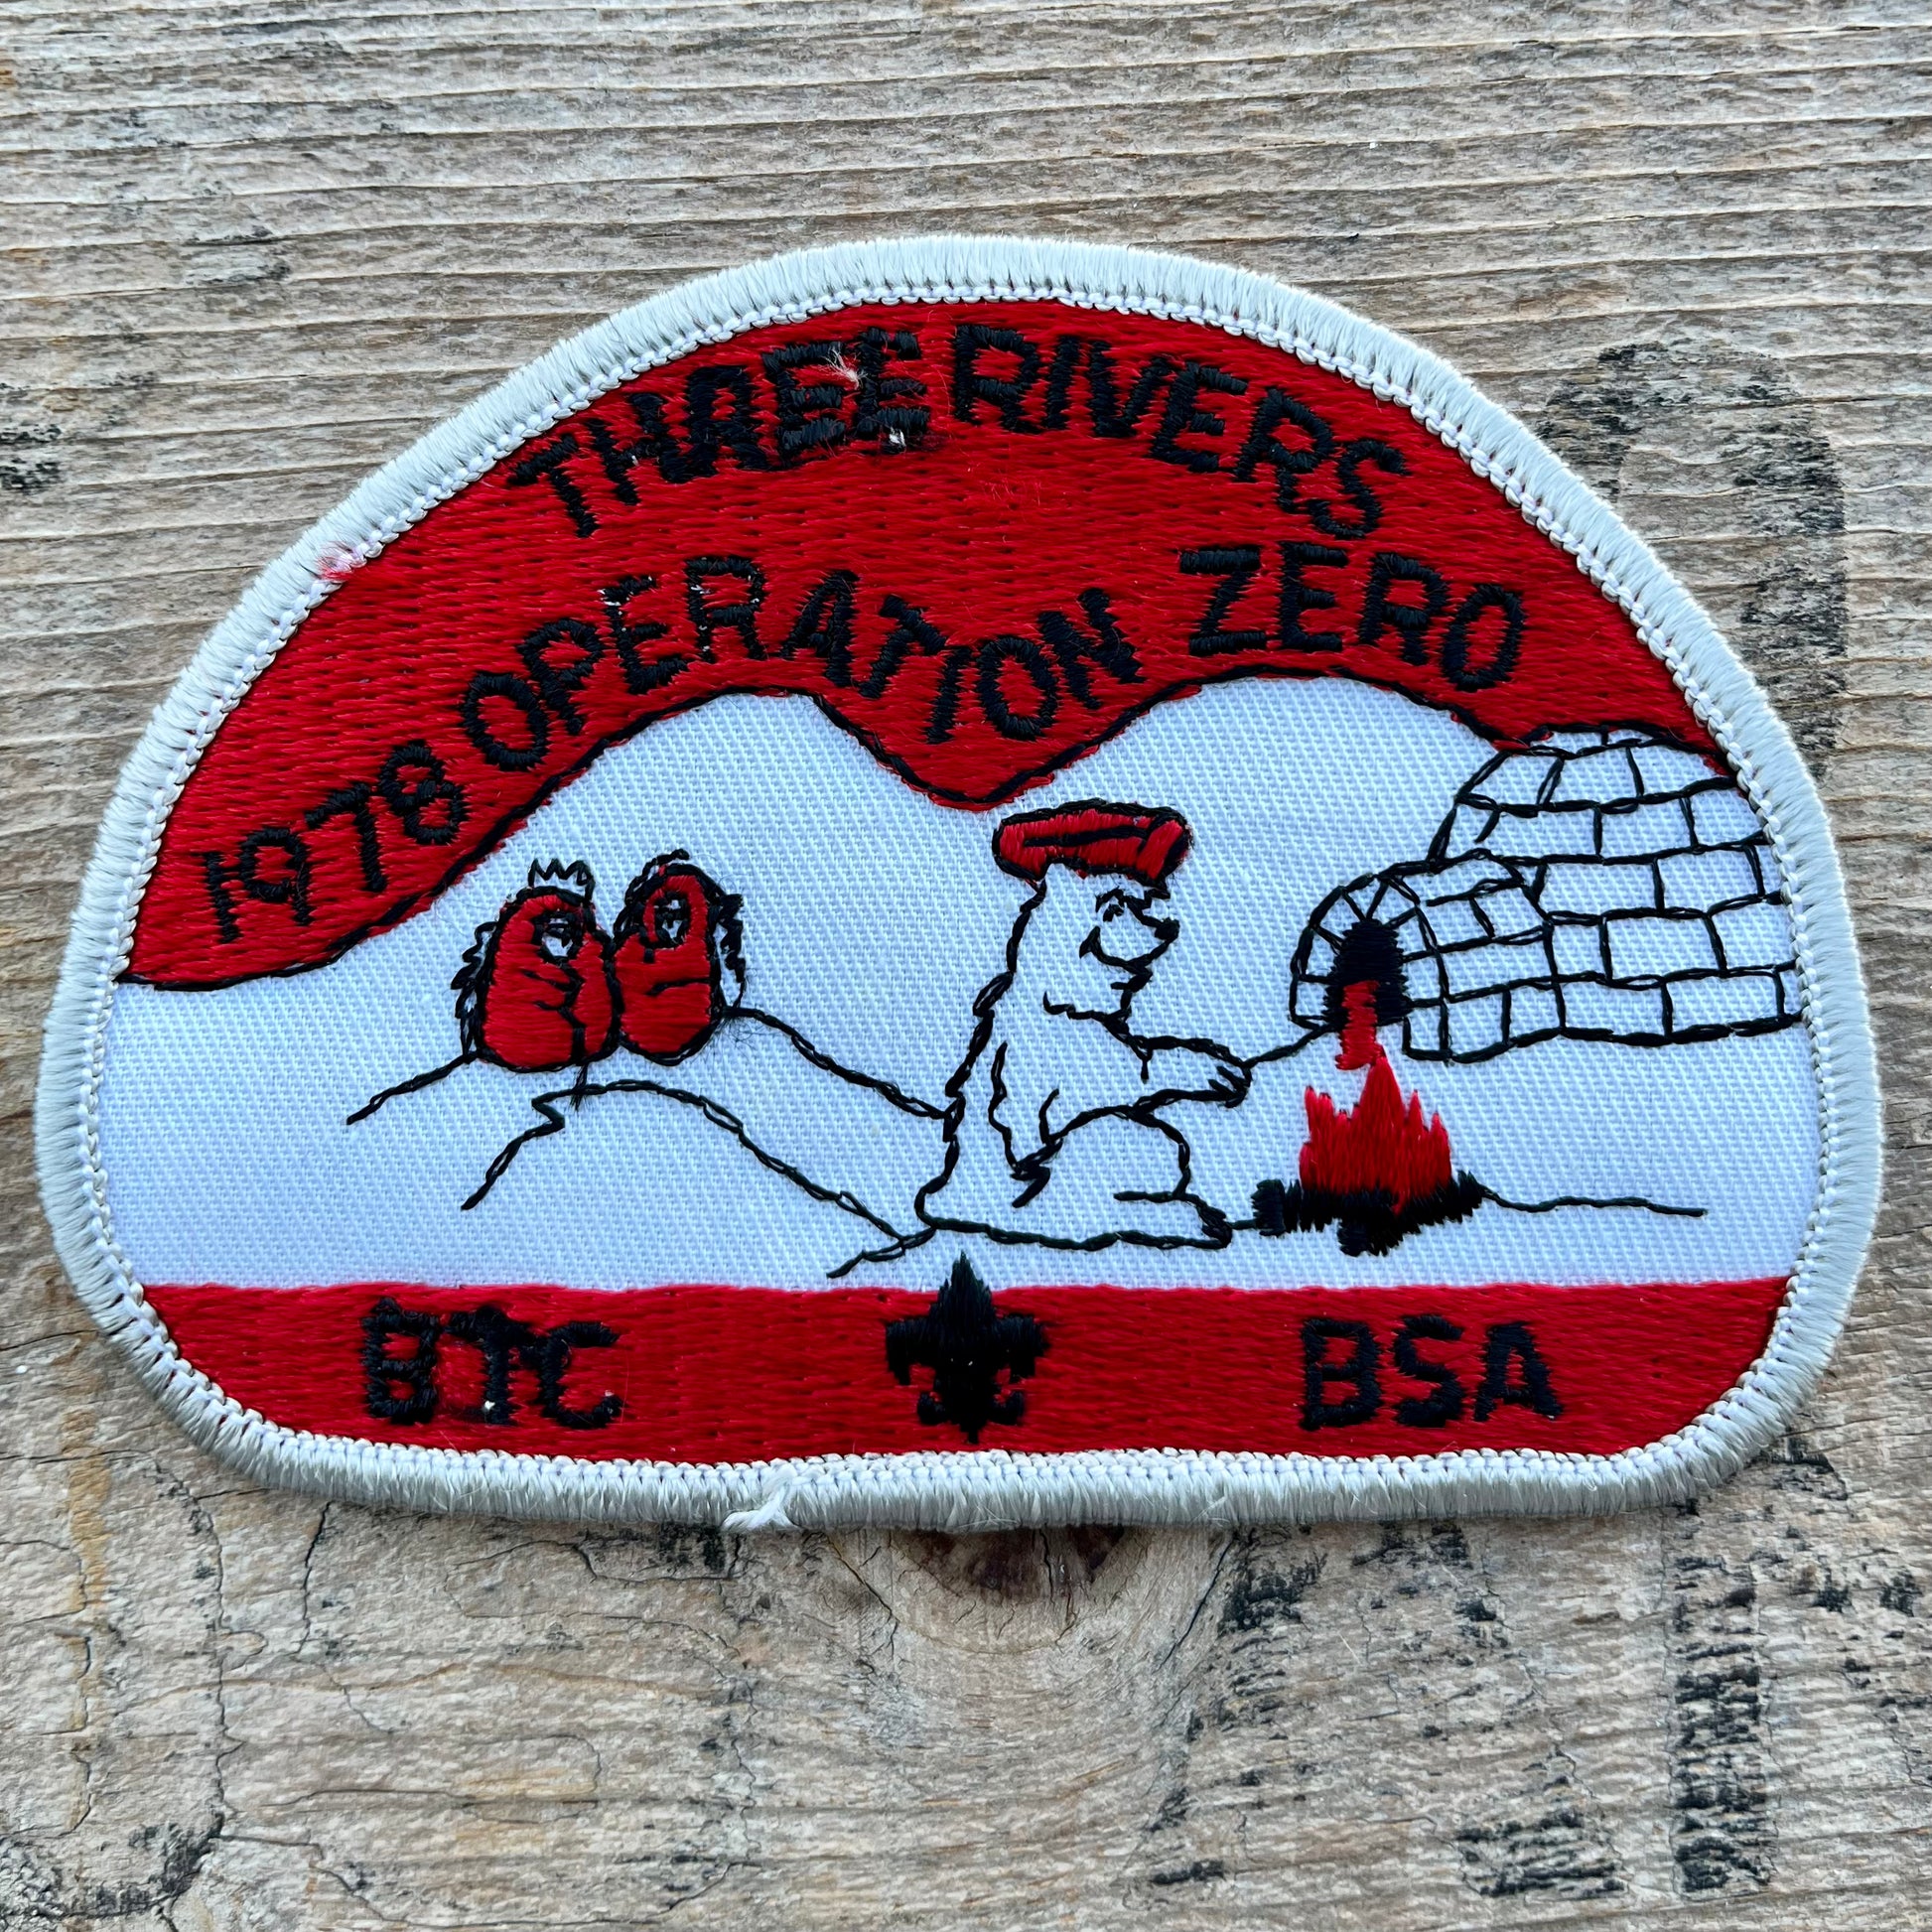 THREE RIVERS
1978 OPERATION ZERO
BTC BSA